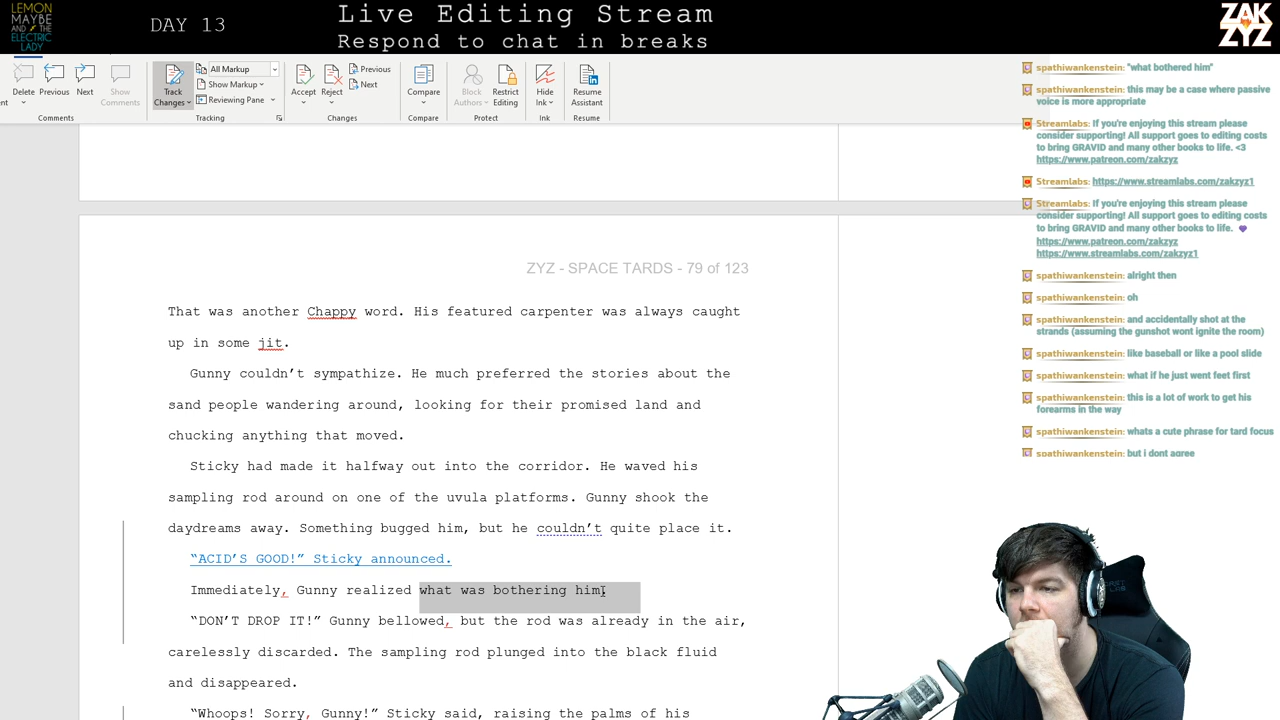 LEMON
MAYBE
AND THE
ELECTRIC
LADY
DAY 13
Live Editing Stream
Respond to chat in breaks
ZAK
ZYZ
Delete
Previous
Next
Show
Comments
Comments
Track
Changes
All Markup
Show Markup
Reviewing Pane
Tracking
Accept
Reject
Previous
Next
Changes
Compare
Compare
Block
Authors
Restrict
Editing
Protect
Hide
Ink
Ink
Resume
Assistant
Resume
ZYZ - SPACE TARDS - 79 of 123
That was another Chappy word. His featured carpenter was always caught
up in some jit.
Gunny couldn’t sympathize. He much preferred the stories about the
sand people wandering around, looking for their promised land and
chucking anything that moved.
Sticky had made it halfway out into the corridor. He waved his
sampling rod around on one of the uvula platforms. Gunny shook the
daydreams away. Something bugged him, but he couldn’t quite place it.
“ACID’S GOOD!” Sticky announced.
Immediately, Gunny realized what was bothering him.
“DON’T DROP IT!” Gunny bellowed, but the rod was already in the air,
carelessly discarded. The sampling rod plunged into the black fluid
and disappeared.
“Whoops! Sorry, Gunny!” Sticky said, raising the palms of his
spathiwankenstein: "what bothered him"
spathiwankenstein: this may be a case where passive
voice is more appropriate
Streamlabs: If you're enjoying this stream please
consider supporting! All support goes to editing costs
to bring GRAVID and many other books to life. <3
https://www.patreon.com/zakzyz
Streamlabs: https://www.streamlabs.com/zakzyz1
Streamlabs: If you're enjoying this stream please
consider supporting! All support goes to editing costs
to bring GRAVID and many other books to life. 💜
https://www.patreon.com/zakzyz
https://www.streamlabs.com/zakzyz1
spathiwankenstein: alright then
spathiwankenstein: oh
spathiwankenstein: and accidentally shot at the
strands (assuming the gunshot wont ignite the room)
spathiwankenstein: like baseball or like a pool slide
spathiwankenstein: what if he just went feet first
spathiwankenstein: this is a lot of work to get his
forearms in the way
spathiwankenstein: whats a cute phrase for tard focus
spathiwankenstein: but i dont agree